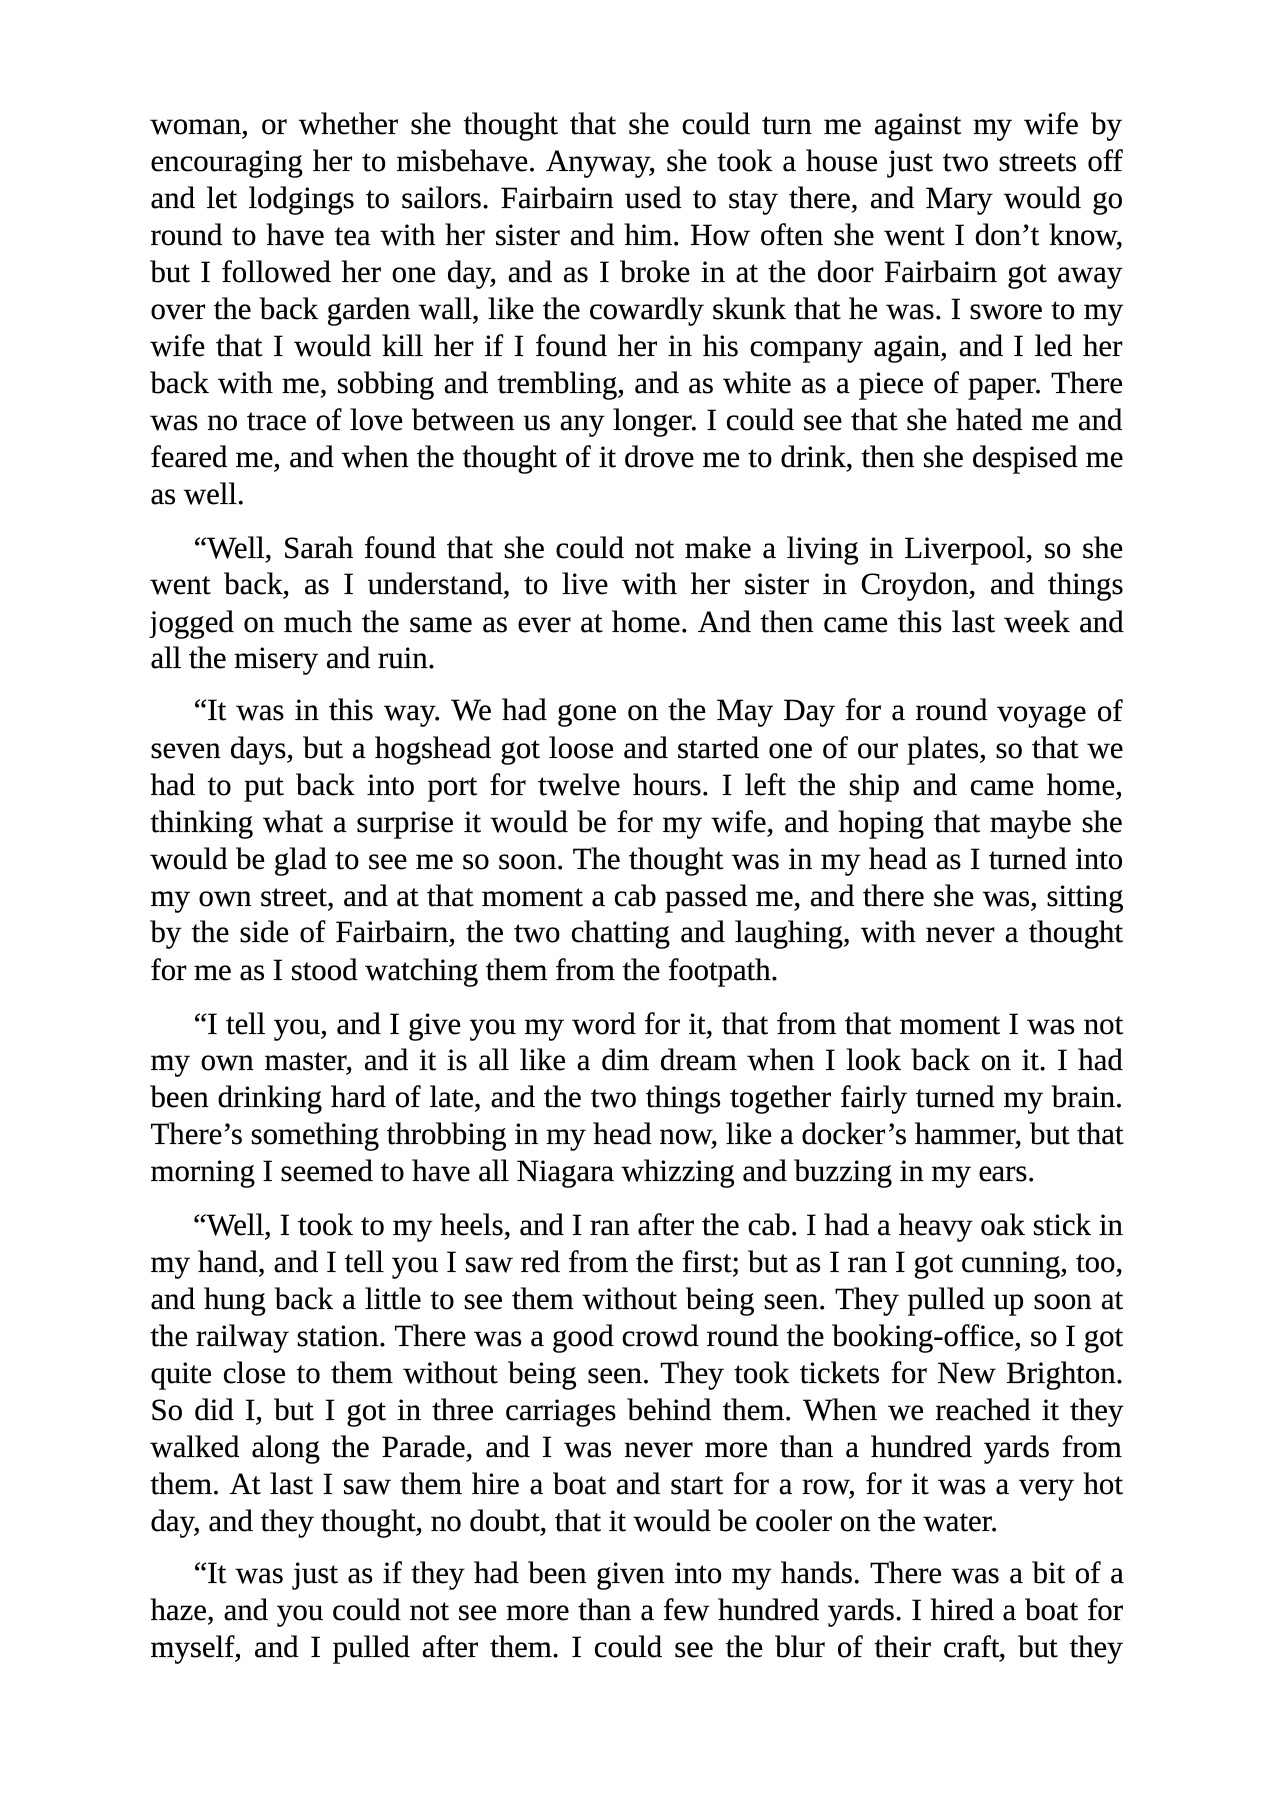 woman, or whether she thought that she could turn me against my wife by
encouraging her to misbehave. Anyway, she took a house just two streets off
and let lodgings to sailors. Fairbairn used to stay there, and Mary would go
round to have tea with her sister and him. How often she went I don’t know,
but I followed her one day, and as I broke in at the door Fairbairn got away
over the back garden wall, like the cowardly skunk that he was. I swore to my
wife that I would kill her if I found her in his company again, and I led her
back with me, sobbing and trembling, and as white as a piece of paper. There
was no trace of love between us any longer. I could see that she hated me and
feared me, and when the thought of it drove me to drink, then she despised me
as well.
“Well, Sarah found that she could not make a living in Liverpool, so she
went back, as I understand, to live with her sister in Croydon, and things
jogged on much the same as ever at home. And then came this last week and
all the misery and ruin.
“It was in this way. We had gone on the May Day for a round voyage of
seven days, but a hogshead got loose and started one of our plates, so that we
had to put back into port for twelve hours. I left the ship and came home,
thinking what a surprise it would be for my wife, and hoping that maybe she
would be glad to see me so soon. The thought was in my head as I turned into
my own street, and at that moment a cab passed me, and there she was, sitting
by the side of Fairbairn, the two chatting and laughing, with never a thought
for me as I stood watching them from the footpath.
“I tell you, and I give you my word for it, that from that moment I was not
my own master, and it is all like a dim dream when I look back on it. I had
been drinking hard of late, and the two things together fairly turned my brain.
There’s something throbbing in my head now, like a docker’s hammer, but that
morning I seemed to have all Niagara whizzing and buzzing in my ears.
“Well, I took to my heels, and I ran after the cab. I had a heavy oak stick in
my hand, and I tell you I saw red from the first; but as I ran I got cunning, too,
and hung back a little to see them without being seen. They pulled up soon at
the railway station. There was a good crowd round the booking-office, so I got
quite close to them without being seen. They took tickets for New Brighton.
So did I, but I got in three carriages behind them. When we reached it they
walked along the Parade, and I was never more than a hundred yards from
them. At last I saw them hire a boat and start for a row, for it was a very hot
day, and they thought, no doubt, that it would be cooler on the water.
“It was just as if they had been given into my hands. There was a bit of a
haze, and you could not see more than a few hundred yards. I hired a boat for
myself, and I pulled after them. I could see the blur of their craft, but they